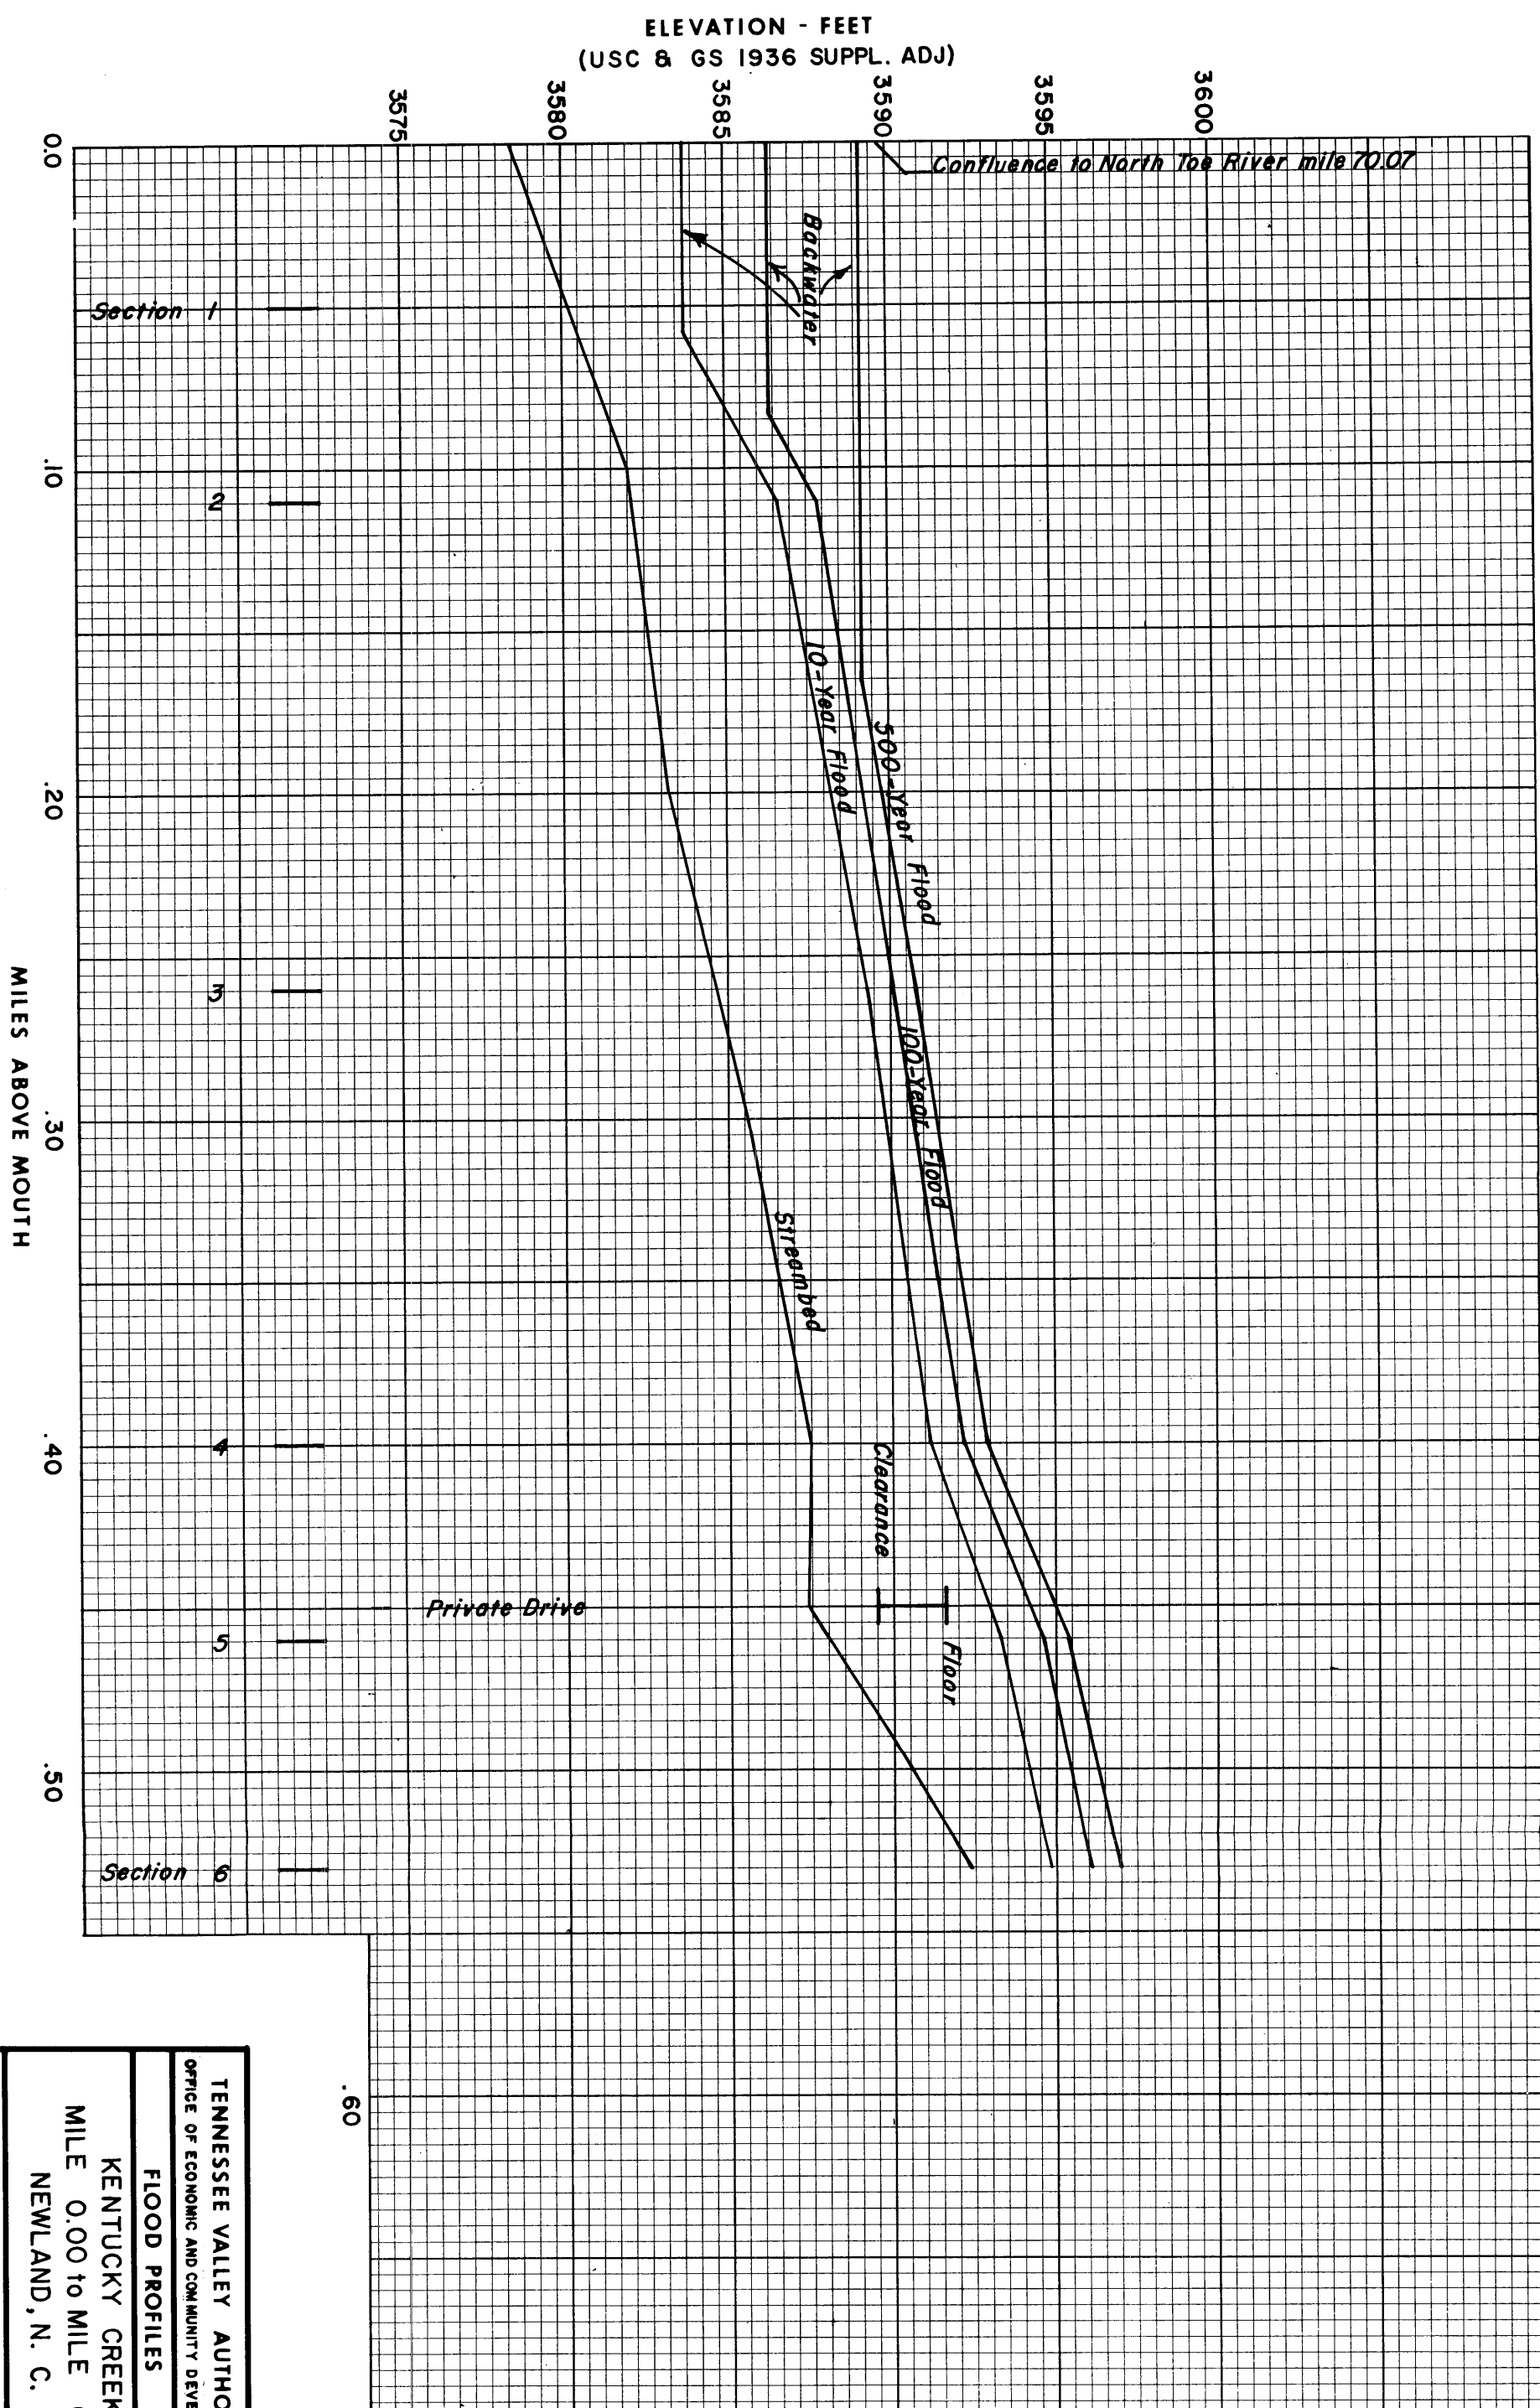 ELEVATION - FEET
(USC & GS 1936 SUPPL. ADJ)
3575
3580
3585
3590
3595
3600
Confluence to North Toe River mile 70.07
Backwater
500-Year Flood
10-Year Flood
100-Year Flood
Streambed
Clearance
Floor
Private Drive
Section 1
2
3
4
5
Section 6
0.0
.10
.20
.30
.40
.50
.60
MILES ABOVE MOUTH
TENNESSEE VALLEY AUTHO
OFFICE OF ECONOMIC AND COMMUNITY DEVE
FLOOD PROFILES
KENTUCKY CREEK
MILE 0.00 to MILE
NEWLAND, N. C.